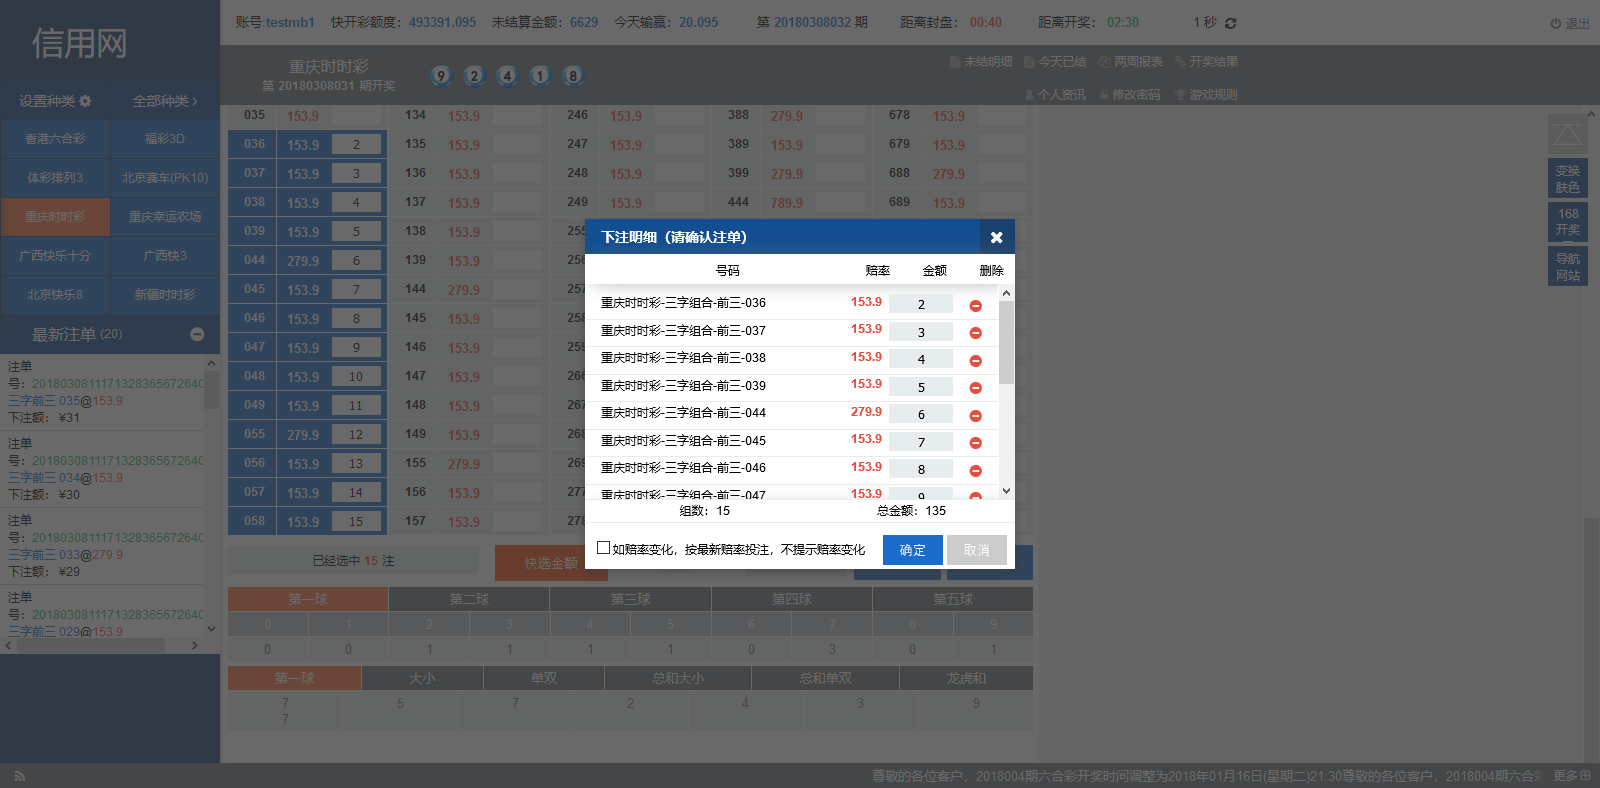 信用网
账号:testmb1 快开彩额度：493391.095 未结算金额：6629 今天输赢：20.095 第 20180308032 期 距离封盘：00:40 距离开奖：02:30 1 秒 退出
重庆时时彩
第 20180308031 期开奖
9 2 4 1 8
未结明细 今天已结 两周报表 开奖结果
个人资讯 修改密码 游戏规则
设置种类 全部种类
香港六合彩 福彩3D
体彩排列3 北京赛车(PK10)
重庆时时彩 重庆幸运农场
广西快乐十分 广西快3
北京快乐8 新疆时时彩
最新注单 (20)
注单
号：2018030811171328365672640
三字前三 035@153.9
下注额： ¥31
注单
号：2018030811171328365672640
三字前三 034@153.9
下注额： ¥30
注单
号：2018030811171328365672640
三字前三 033@279.9
下注额： ¥29
注单
号：2018030811171328365672640
三字前三 029@153.9
035 153.9 134 153.9 246 153.9 388 279.9 678 153.9
036 153.9 2 135 153.9 247 153.9 389 153.9 679 153.9
037 153.9 3 136 153.9 248 153.9 399 279.9 688 279.9
038 153.9 4 137 153.9 249 153.9 444 789.9 689 153.9
039 153.9 5 138 153.9 255
044 279.9 6 139 153.9 256
045 153.9 7 144 279.9 257
046 153.9 8 145 153.9 258
047 153.9 9 146 153.9 259
048 153.9 10 147 153.9 266
049 153.9 11 148 153.9 267
055 279.9 12 149 153.9 268
056 153.9 13 155 279.9 269
057 153.9 14 156 153.9 277
058 153.9 15 157 153.9 278
下注明细（请确认注单）
号码 赔率 金额 删除
重庆时时彩-三字组合-前三-036 153.9 2
重庆时时彩-三字组合-前三-037 153.9 3
重庆时时彩-三字组合-前三-038 153.9 4
重庆时时彩-三字组合-前三-039 153.9 5
重庆时时彩-三字组合-前三-044 279.9 6
重庆时时彩-三字组合-前三-045 153.9 7
重庆时时彩-三字组合-前三-046 153.9 8
重庆时时彩-三字组合-前三-047 153.9 9
组数：15 总金额：135
如赔率变化，按最新赔率投注，不提示赔率变化 确定 取消
已经选中 15 注 快选金额
第一球 第二球 第三球 第四球 第五球
0 1 2 3 4 5 6 7 8 9
0 0 1 1 1 1 0 3 0 1
第一球 大小 单双 总和大小 总和单双 龙虎和
7 5 7 2 4 3 9
7
变换
肤色
168
开奖
导航
网站
尊敬的各位客户，2018004期六合彩开奖时间调整为2018年01月16日(星期二)21:30尊敬的各位客户，2018004期六合彩 更多